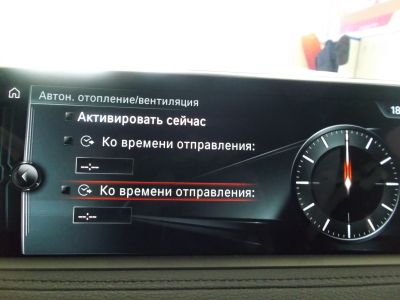 Автон. отопление/вентиляция
18
Активировать сейчас
Ко времени отправления:
--:--
Ко времени отправления:
--:--